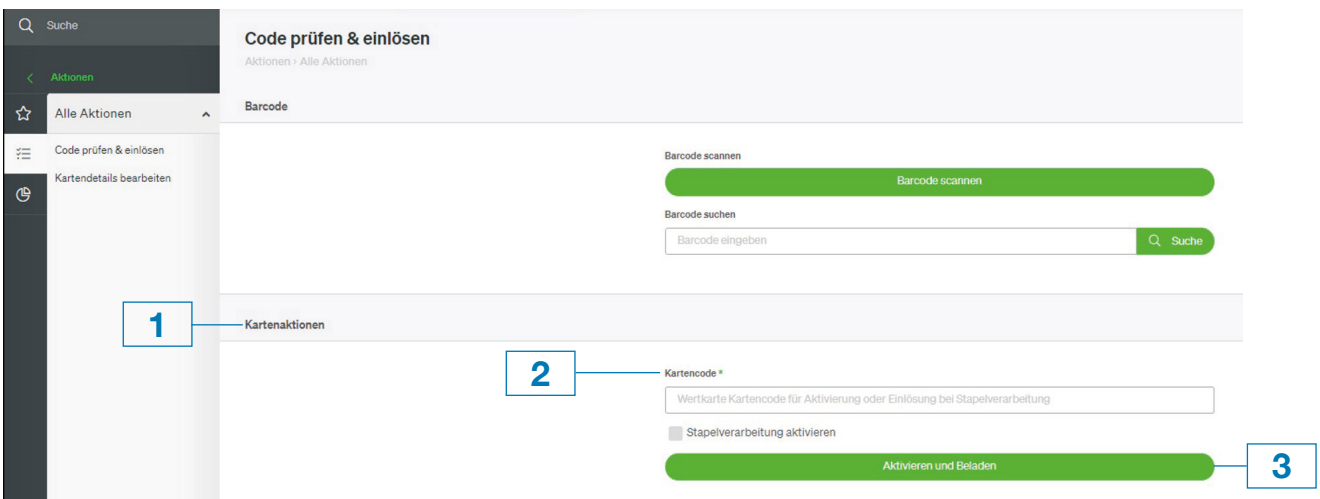 Suche
Aktionen
Alle Aktionen
Code prüfen & einlösen
Kartendetails bearbeiten
Code prüfen & einlösen
Aktionen > Alle Aktionen
Barcode
Barcode scannen
Barcode scannen
Barcode suchen
Barcode eingeben
Suche
1
Kartenaktionen
2
Kartencode *
Wertkarte Kartencode für Aktivierung oder Einlösung bei Stapelverarbeitung
Stapelverarbeitung aktivieren
Aktivieren und Beladen
3